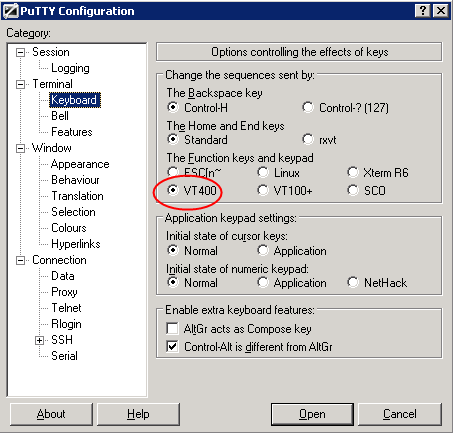 PuTTY Configuration
Category:
Session
Logging
Terminal
Keyboard
Bell
Features
Window
Appearance
Behaviour
Translation
Selection
Colours
Hyperlinks
Connection
Data
Proxy
Telnet
Rlogin
SSH
Serial
Options controlling the effects of keys
Change the sequences sent by:
The Backspace key
Control-H Control-? (127)
The Home and End keys
Standard rxvt
The Function keys and keypad
ESC[n~ Linux Xterm R6
VT400 VT100+ SCO
Application keypad settings:
Initial state of cursor keys:
Normal Application
Initial state of numeric keypad:
Normal Application NetHack
Enable extra keyboard features:
AltGr acts as Compose key
Control-Alt is different from AltGr
About Help Open Cancel